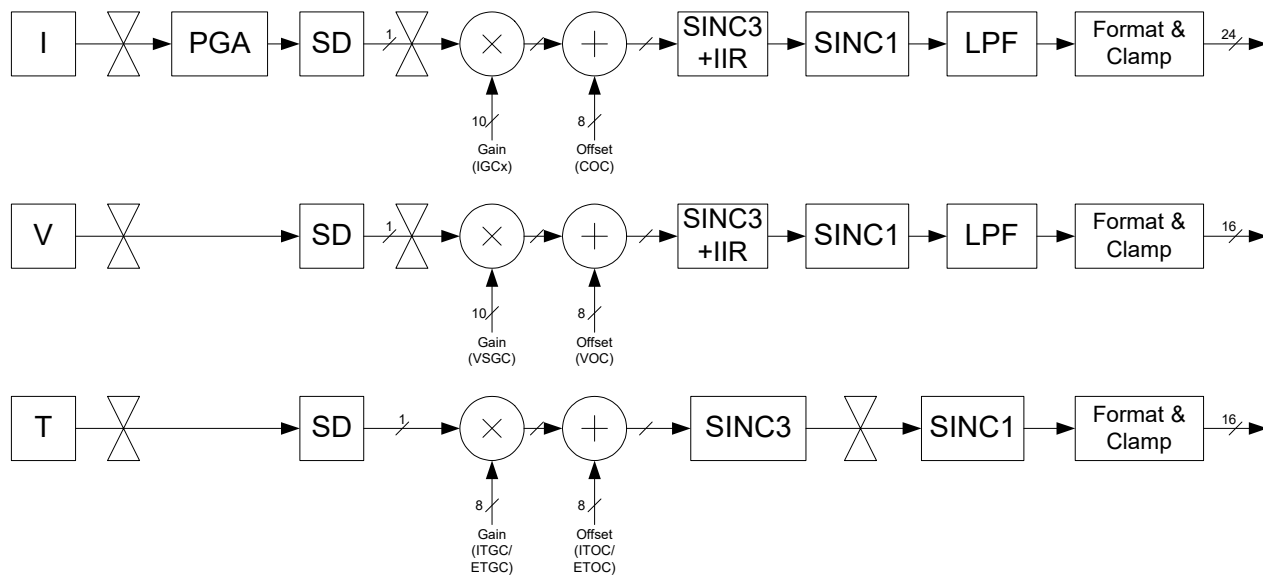 I
PGA
SD
1
SINC3
+IIR
SINC1
LPF
Format &
Clamp
24
10
Gain
(IGCx)
8
Offset
(COC)
V
SD
1
SINC3
+IIR
SINC1
LPF
Format &
Clamp
16
10
Gain
(VSGC)
8
Offset
(VOC)
T
SD
1
SINC3
SINC1
Format &
Clamp
16
8
Gain
(ITGC/
ETGC)
8
Offset
(ITOC/
ETOC)